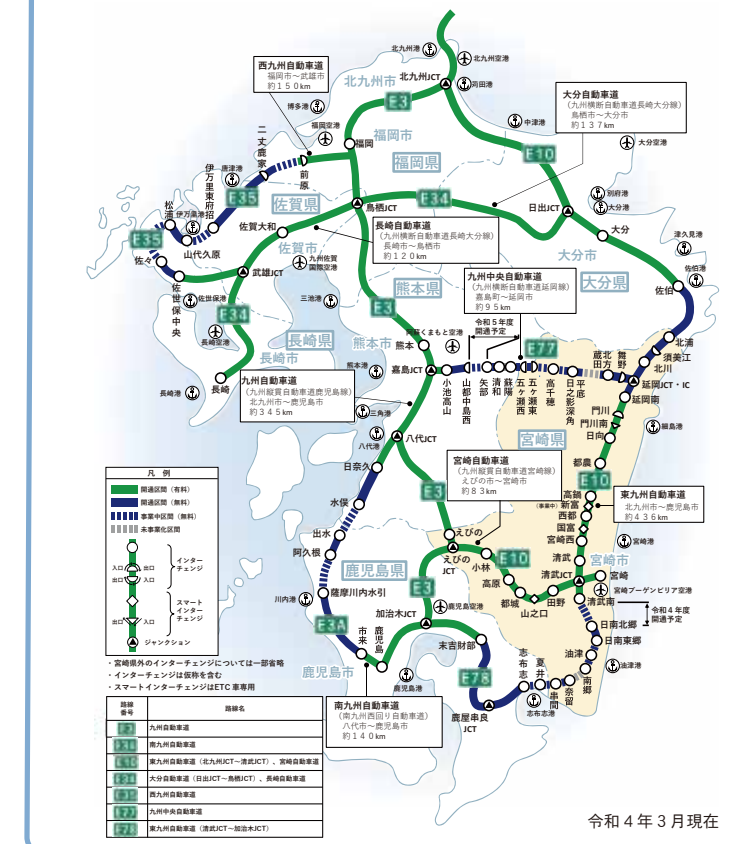 北九州港
北九州空港
西九州自動車道
福岡市〜武雄市
約150km
北九州市
北九州JCT
苅田港
E3
大分自動車道
（九州横断自動車道長崎大分線）
鳥栖市〜大分市
約137km
博多港
福岡空港
福岡市
中津港
二丈鹿家
福岡
E10
大分空港
前原
福岡県
唐津港
伊万里東府招
E35
佐賀県
鳥栖JCT
E34
別府港
大分港
日出JCT
松浦
伊万里港
佐賀大和
長崎自動車道
（九州横断自動車道長崎大分線）
長崎市〜鳥栖市
約120km
大分
津久見港
E35
山代久原
佐賀市
大分市
佐々
九州佐賀
国際空港
武雄JCT
九州中央自動車道
（九州横断自動車道延岡線）
嘉島町〜延岡市
約95km
大分県
佐伯港
佐伯
佐世保中央
佐世保港
三池港
熊本県
E34
E3
長崎空港
阿蘇くまもと空港
令和5年度
開通予定
長崎県
熊本市
熊本
E77
北浦
須美江
北川
長崎市
蔵田
北方
舞野
熊本港
嘉島JCT
延岡JCT・IC
小池高山
山都中島西
矢部
清和
蘇陽
五ヶ瀬西
五ヶ瀬東
高千穂
日之影深角
平底
長崎
長崎港
九州自動車道
（九州縦貫自動車道鹿児島線）
北九州市〜鹿児島市
約345km
延岡南
三角港
門川
門川南
細島港
八代港
八代JCT
宮崎県
日向
日奈久
宮崎自動車道
（九州縦貫自動車道宮崎線）
えびの市〜宮崎市
約83km
都農
E10
凡例
開通区間（有料）
開通区間（無料）
事業中区間（無料）
未事業化区間
入口
出口
出口
入口
インターチェンジ
スマート
インター
チェンジ
出口
入口
ジャンクション
水俣
E3
高鍋
（事業中）新富
西都
国富
宮崎西
東九州自動車道
北九州市〜鹿児島市
約436km
出水
えびの
宮崎港
阿久根
えびの
JCT
小林
E10
清武
宮崎市
鹿児島県
高原
清武JCT
宮崎
川内港
薩摩川内水引
E3
都城
山之口
田野
宮崎ブーゲンビリア空港
清武南
加治木JCT
鹿児島空港
令和4年度
開通予定
E3A
市来
鹿児島
末吉財部
日南北郷
日南東郷
志布志
夏井
油津
油津港
鹿児島市
鹿児島港
E78
串間
奈留
南郷
志布志港
鹿屋串良
JCT
南九州自動車道
（南九州西回り自動車道）
八代市〜鹿児島市
約140km
・宮崎県外のインターチェンジについては一部省略
・インターチェンジは仮称を含む
・スマートインターチェンジはETC車専用
路線
番号
路線名
E3
九州自動車道
E3A
南九州自動車道
E10
東九州自動車道（北九州JCT〜清武JCT）、宮崎自動車道
E34
大分自動車道（日出JCT〜鳥栖JCT）、長崎自動車道
E35
西九州自動車道
E77
九州中央自動車道
E78
東九州自動車道（清武JCT〜加治木JCT）
令和4年3月現在